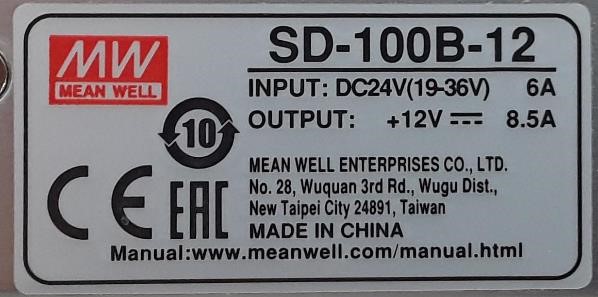 MW
MEAN WELL
SD-100B-12
INPUT: DC24V(19-36V) 6A
OUTPUT: +12V 8.5A
10
MEAN WELL ENTERPRISES CO., LTD.
No. 28, Wuquan 3rd Rd., Wugu Dist.,
New Taipei City 24891, Taiwan
CE EAC
MADE IN CHINA
Manual:www.meanwell.com/manual.html